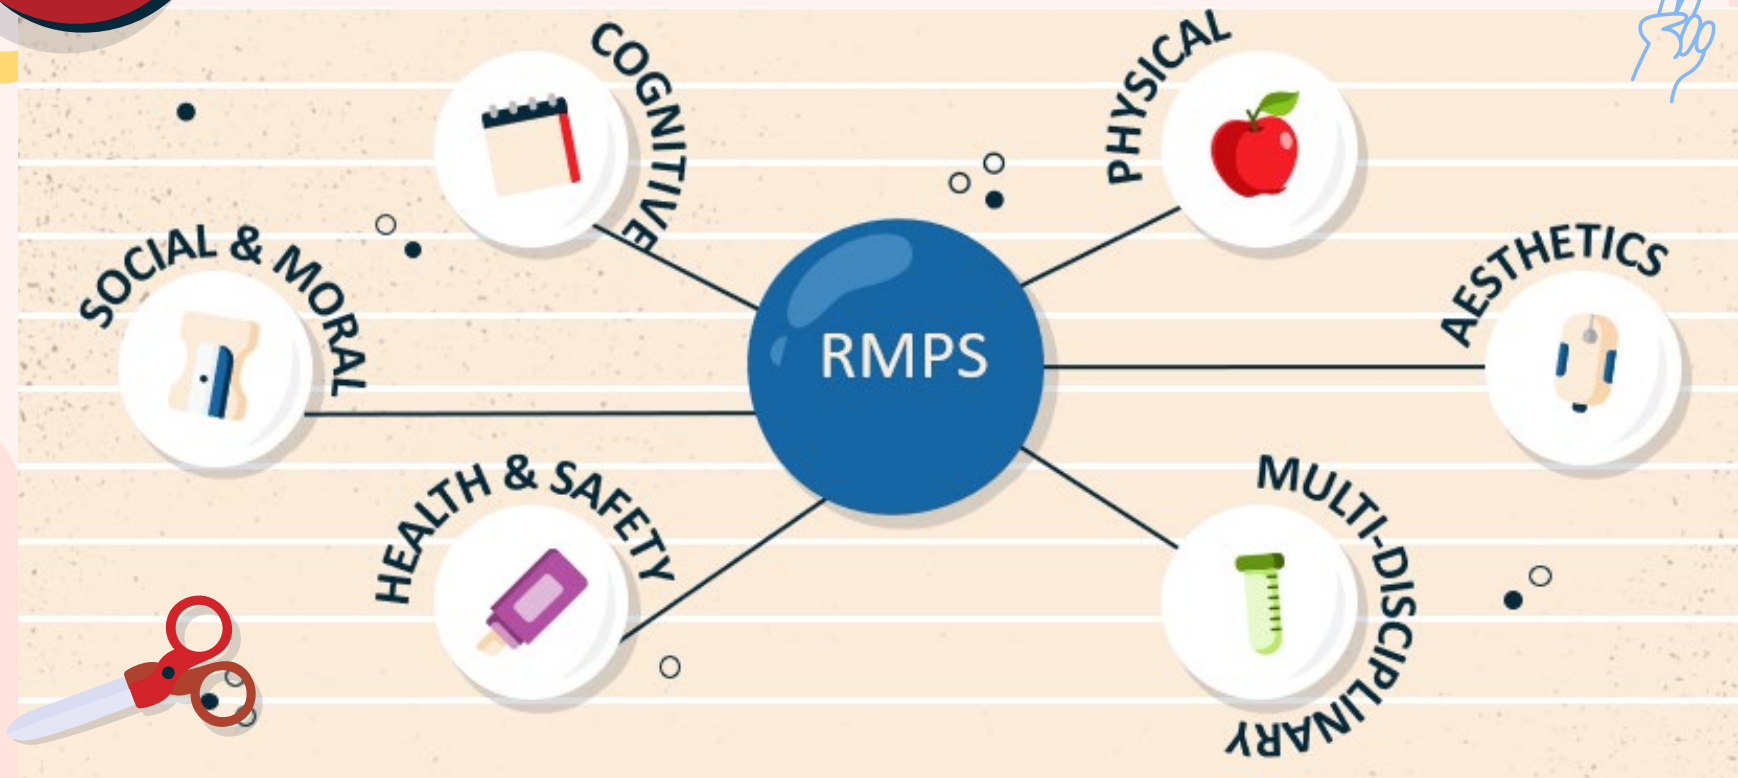 COGNITIVE
PHYSICAL
SOCIAL & MORAL
RMPS
AESTHETICS
HEALTH & SAFETY
MULTI-DISCIPLINARY